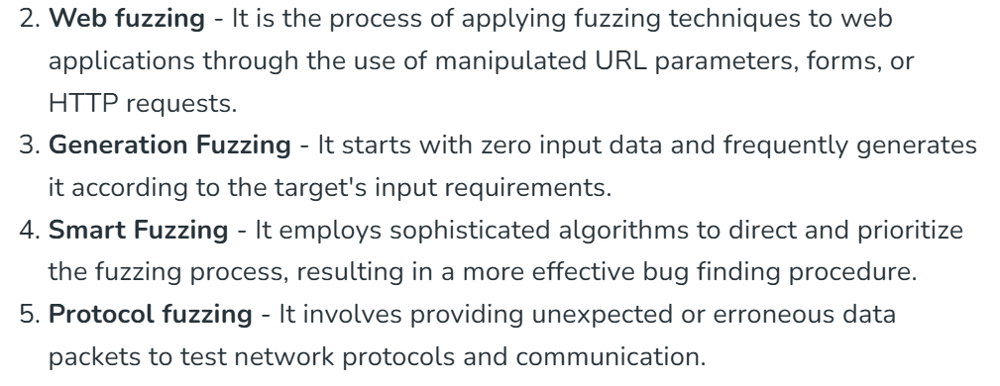 2. Web fuzzing - It is the process of applying fuzzing techniques to web
applications through the use of manipulated URL parameters, forms, or
HTTP requests.
3. Generation Fuzzing - It starts with zero input data and frequently generates
it according to the target's input requirements.
4. Smart Fuzzing - It employs sophisticated algorithms to direct and prioritize
the fuzzing process, resulting in a more effective bug finding procedure.
5. Protocol fuzzing - It involves providing unexpected or erroneous data
packets to test network protocols and communication.